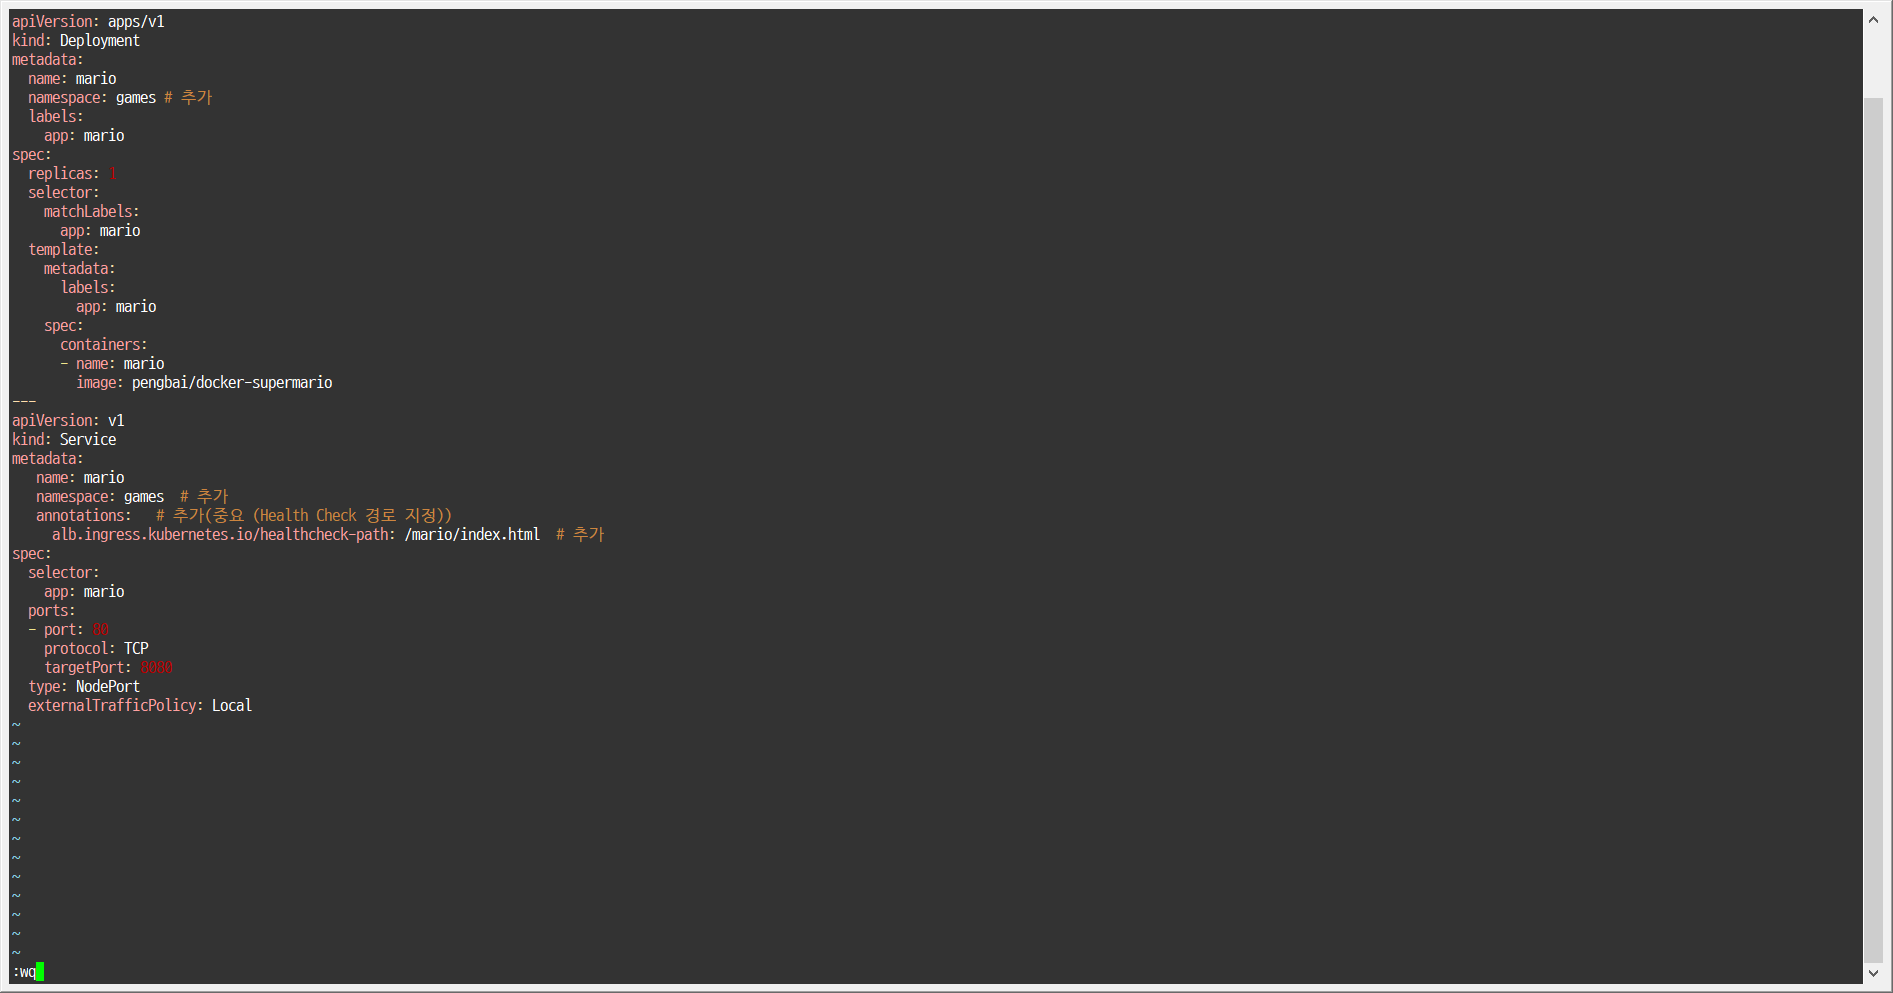 apiVersion: apps/v1
kind: Deployment
metadata:
  name: mario
  namespace: games # 추가
  labels:
    app: mario
spec:
  replicas: 1
  selector:
    matchLabels:
      app: mario
  template:
    metadata:
      labels:
        app: mario
    spec:
      containers:
      - name: mario
        image: pengbai/docker-supermario
---
apiVersion: v1
kind: Service
metadata:
   name: mario
   namespace: games  # 추가
   annotations:   # 추가(중요 (Health Check 경로 지정))
     alb.ingress.kubernetes.io/healthcheck-path: /mario/index.html  # 추가
spec:
  selector:
    app: mario
  ports:
  - port: 80
    protocol: TCP
    targetPort: 8080
  type: NodePort
  externalTrafficPolicy: Local
~
~
~
~
~
~
~
~
~
~
~
~
~
:wq